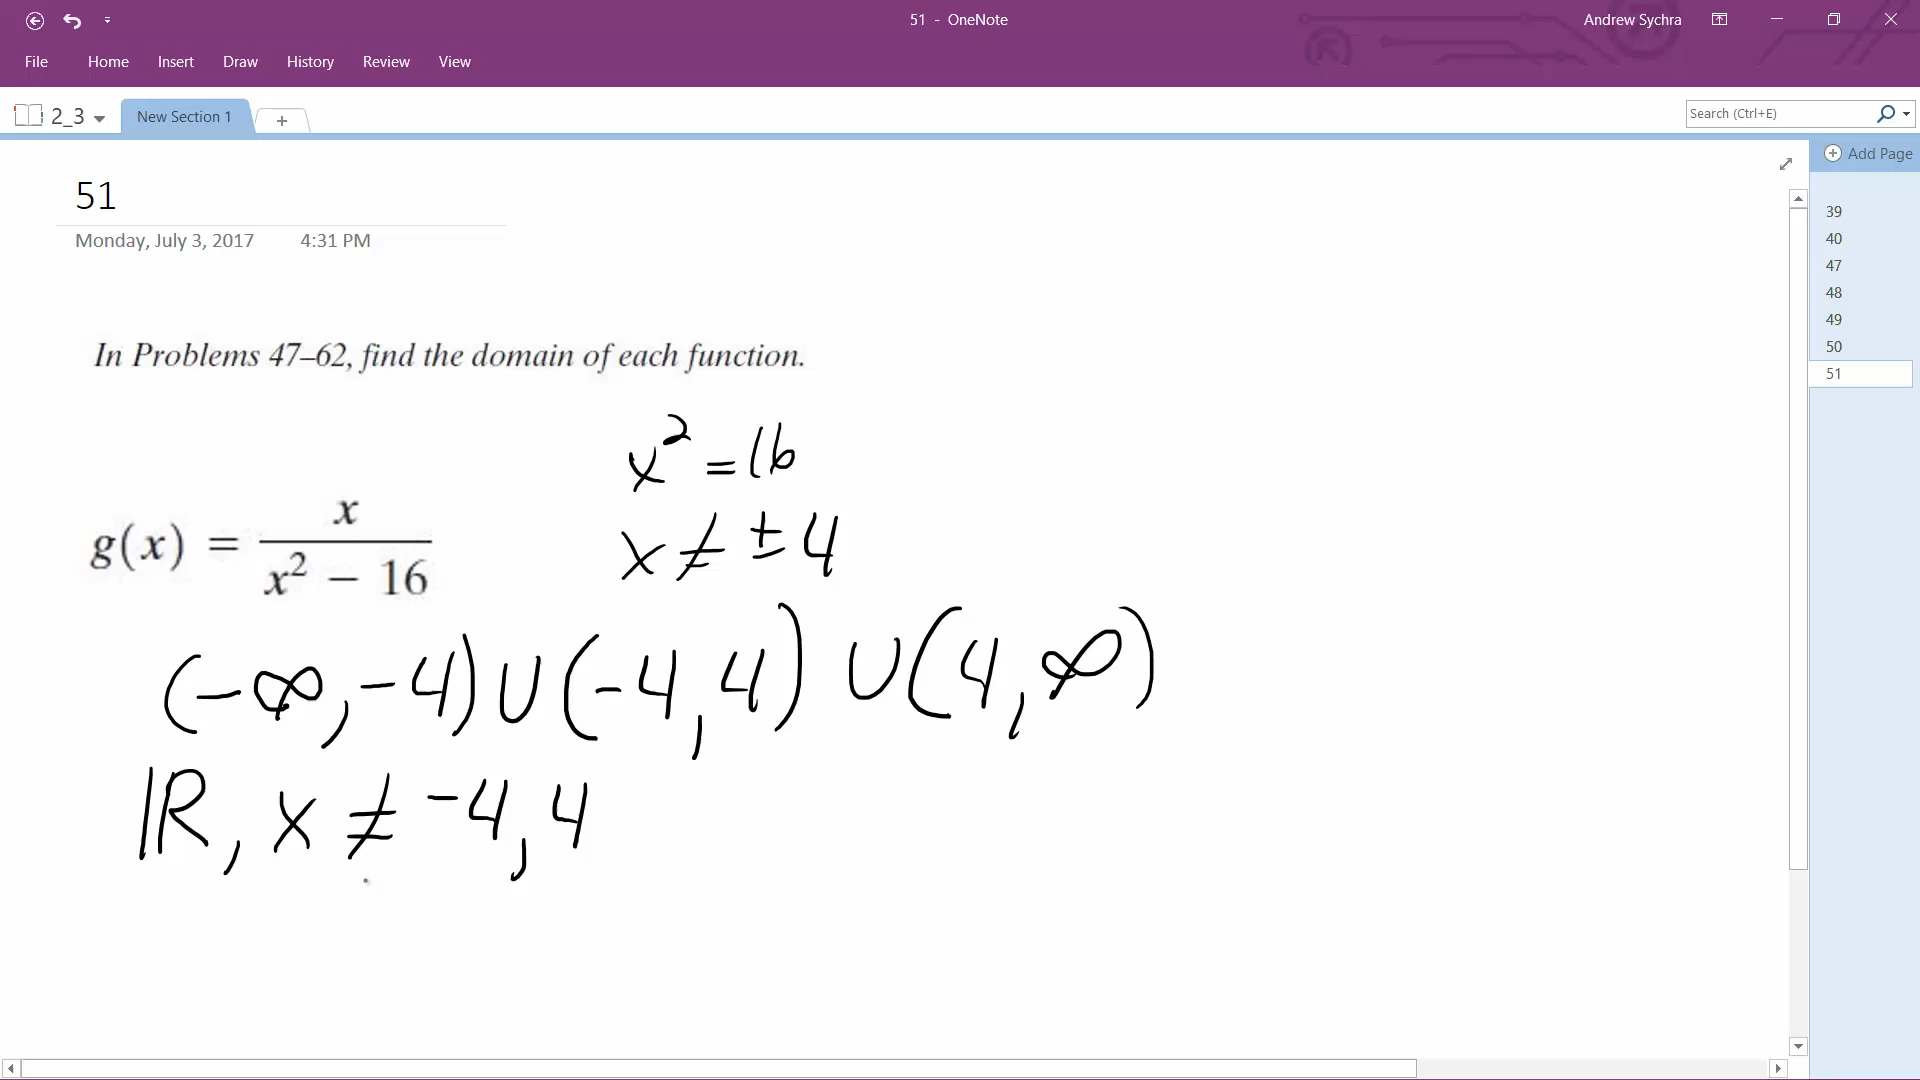 51 - OneNote
Andrew Sychra
File Home Insert Draw History Review View
2_3
New Section 1
+
Search (Ctrl+E)
Add Page
51
Monday, July 3, 2017 4:31 PM
39
40
47
48
49
50
51
In Problems 47–62, find the domain of each function.
x² = 16
x ≠ ± 4
g(x) = x / (x² − 16)
(-∞, -4) ∪ (-4, 4) ∪ (4, ∞)
ℝ, x ≠ -4, 4